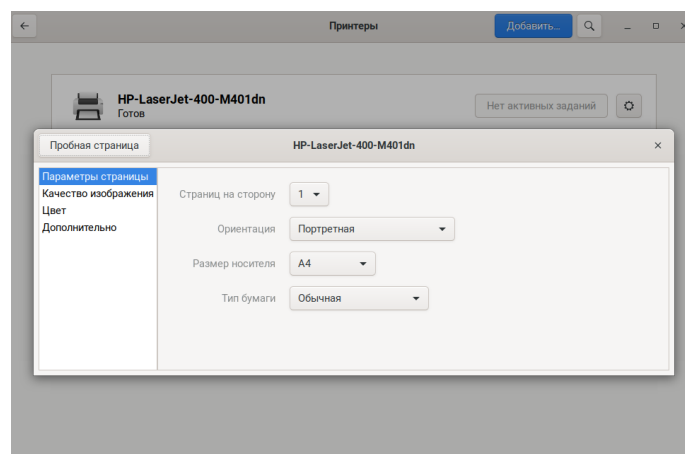 Принтеры
Добавить...
HP-LaserJet-400-M401dn
Готов
Нет активных заданий
Пробная страница
HP-LaserJet-400-M401dn
Параметры страницы
Качество изображения
Цвет
Дополнительно
Страниц на сторону
1
Ориентация
Портретная
Размер носителя
A4
Тип бумаги
Обычная